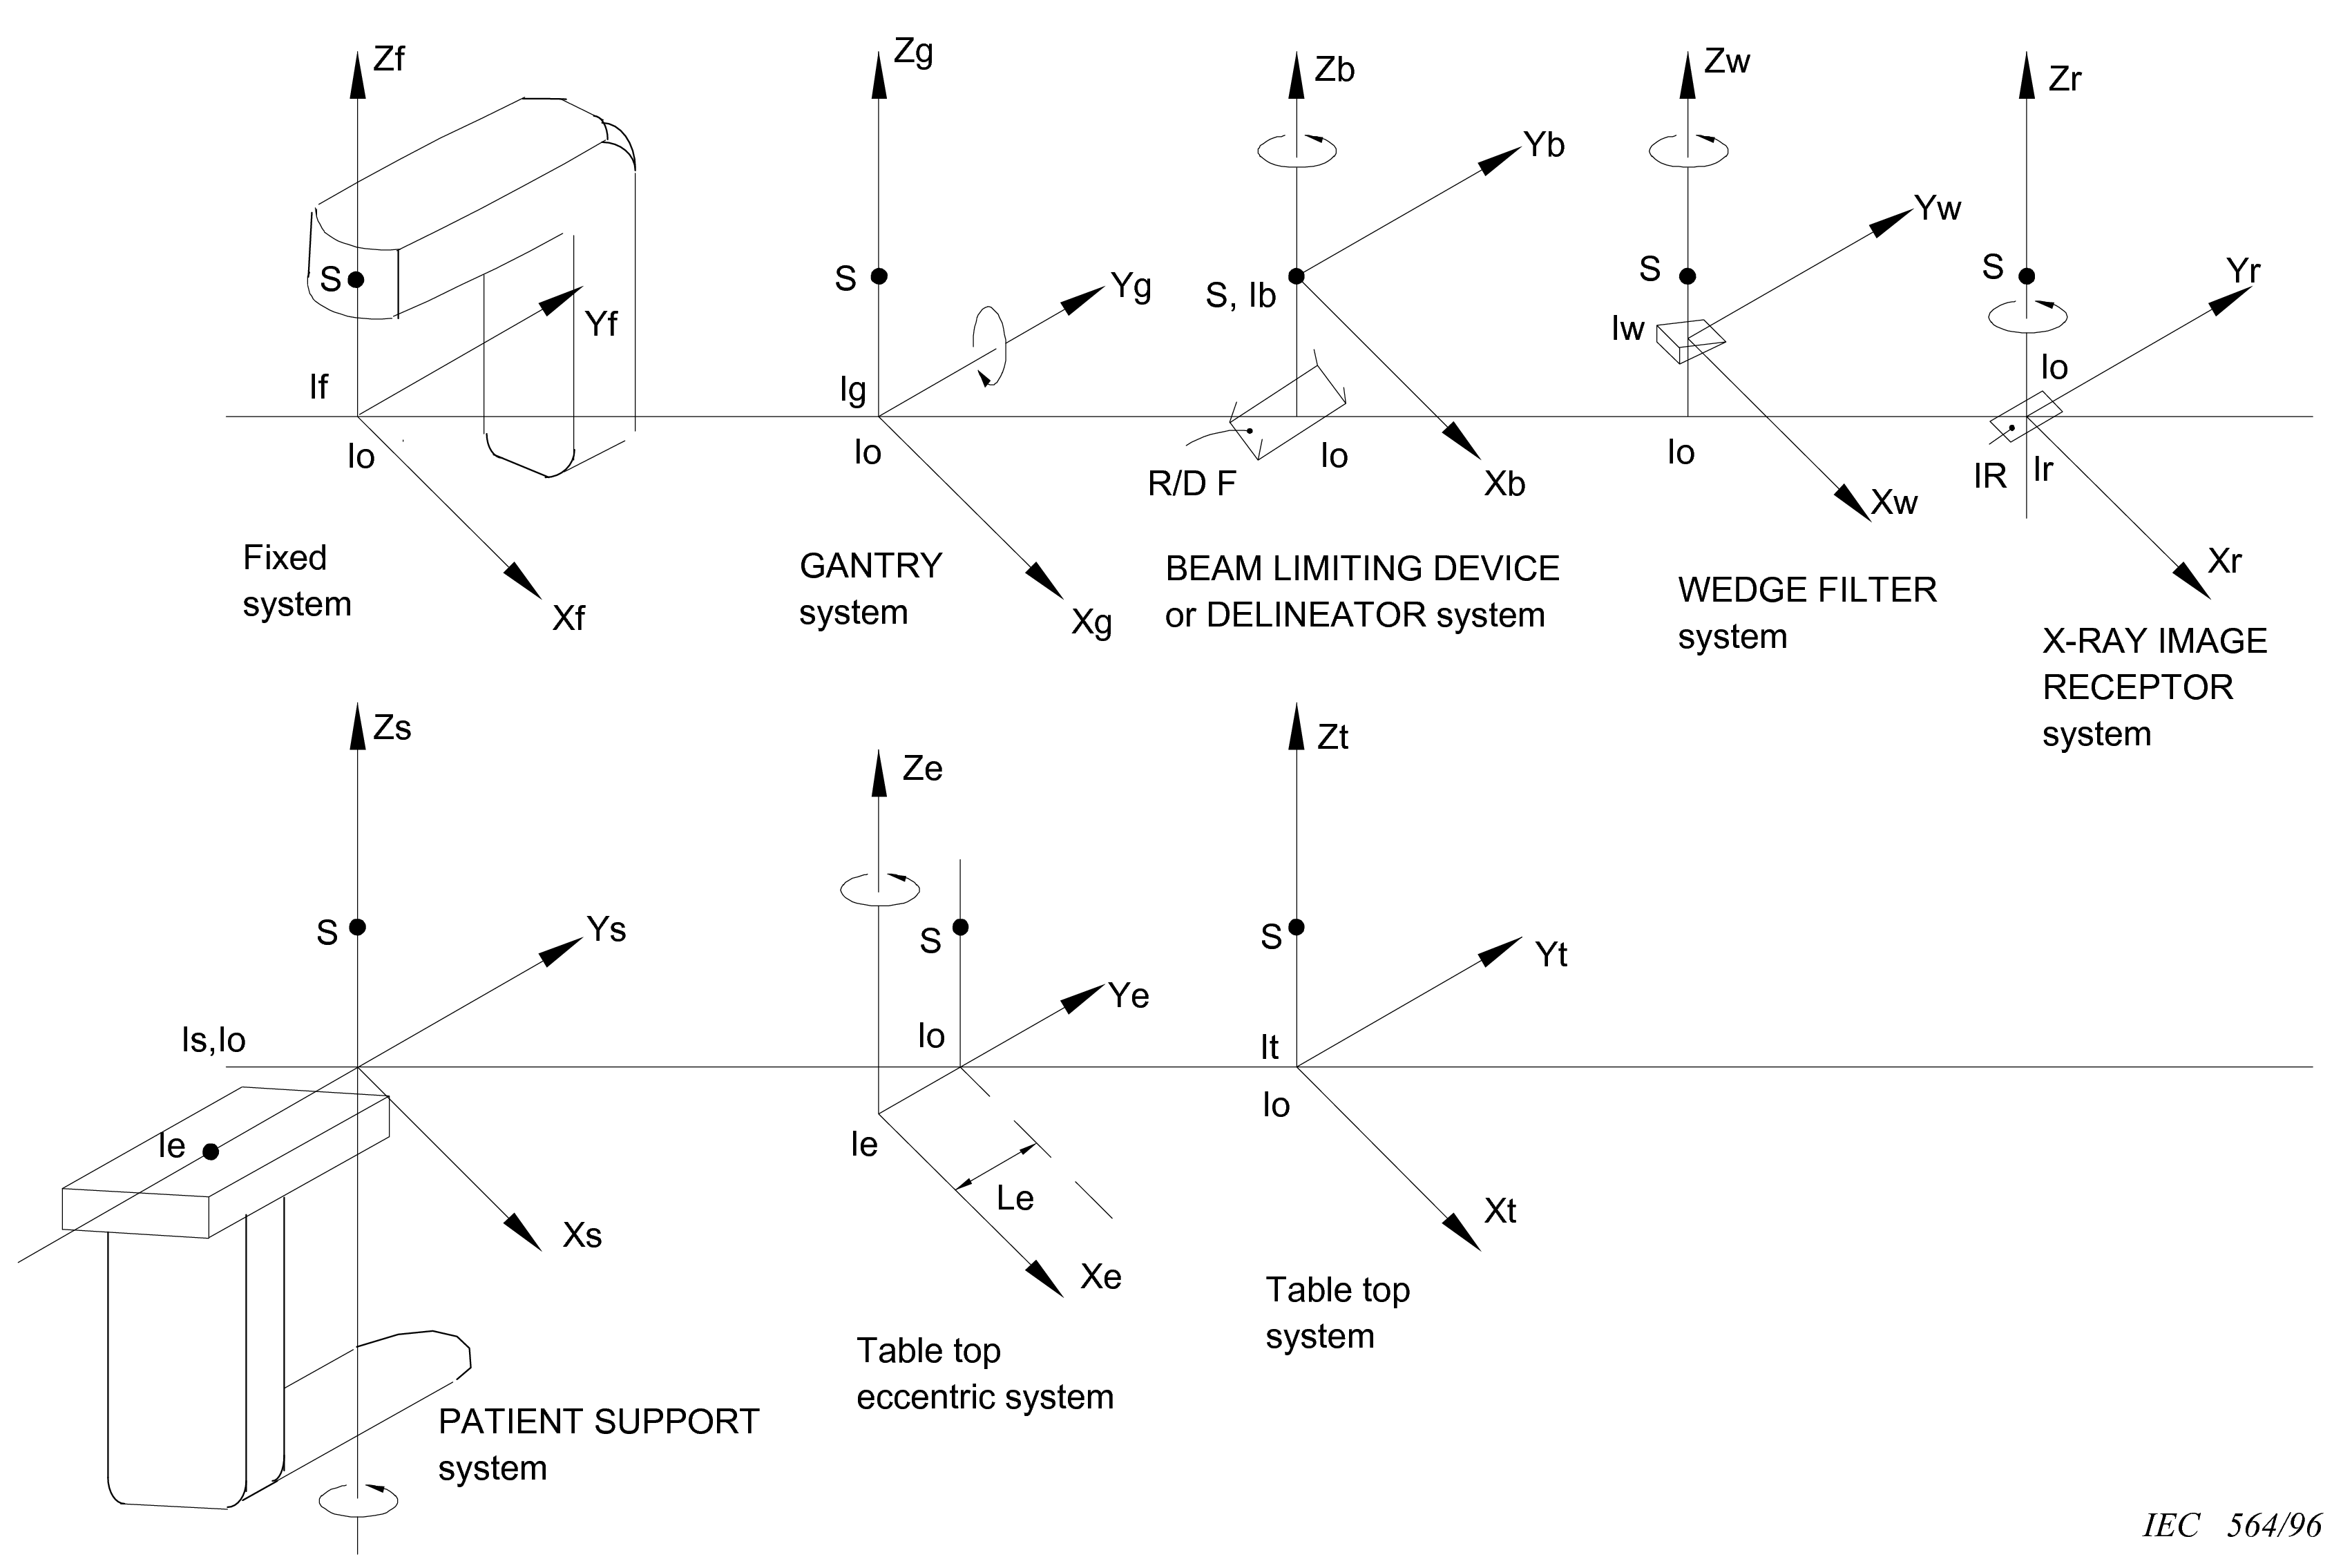 Zf
Zg
Zb
Zw
Zr
Yb
Yw
S
S
S, Ib
S
S
Yf
Yg
Iw
Yr
If
Ig
Io
Io
Io
Io
Io
R/D F
Xb
Xw
IR
Ir
Xf
Xg
Xr
Fixed
system
GANTRY
system
BEAM LIMITING DEVICE
or DELINEATOR system
WEDGE FILTER
system
X-RAY IMAGE
RECEPTOR
system
Zs
Ze
Zt
S
Ys
S
S
Yt
Is,Io
Io
Ye
It
Io
Ie
Ie
Le
Xs
Xe
Xt
PATIENT SUPPORT
system
Table top
eccentric system
Table top
system
IEC 564/96